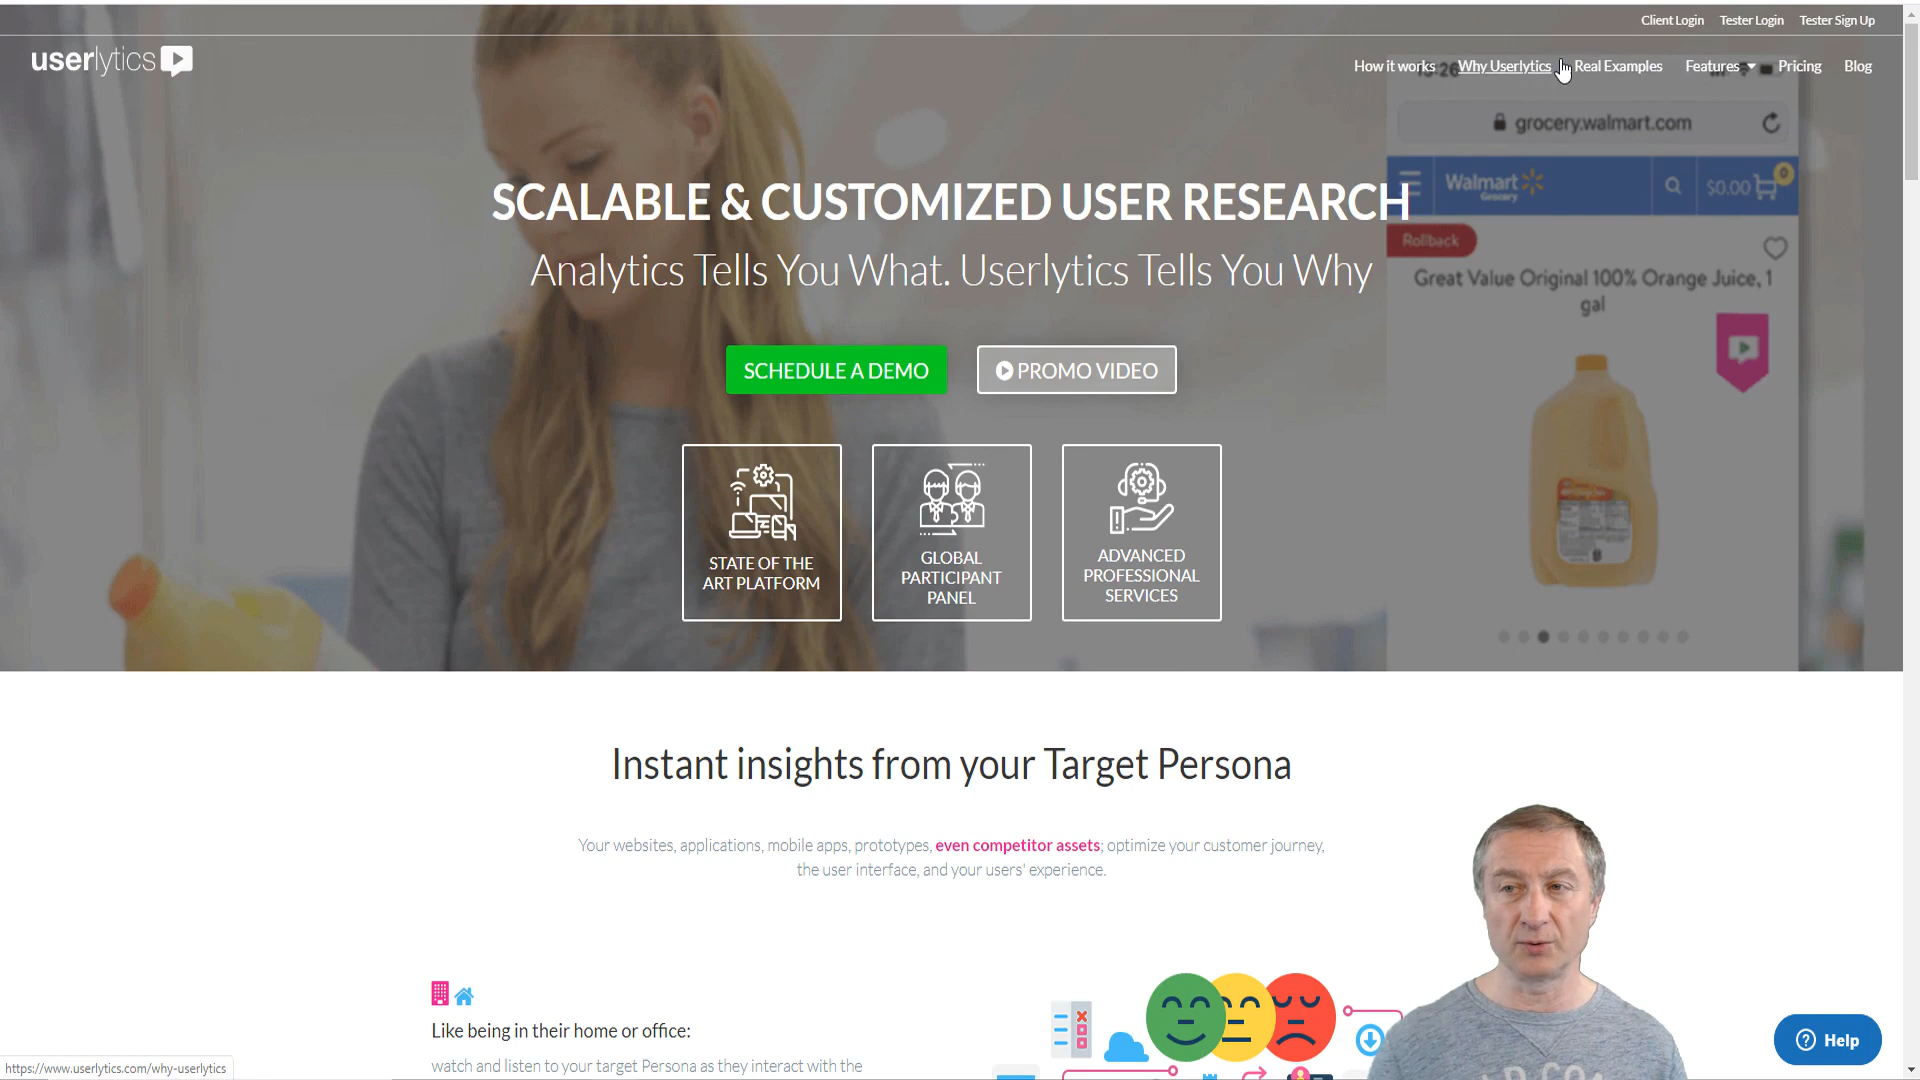 Client Login Tester Login Tester Sign Up
userlytics
How it works Why Userlytics Real Examples Features Pricing Blog
grocery.walmart.com
Walmart
Grocery
$0.00
0
Rollback
Great Value Original 100% Orange Juice, 1
gal
SCALABLE & CUSTOMIZED USER RESEARCH
Analytics Tells You What. Userlytics Tells You Why
SCHEDULE A DEMO
PROMO VIDEO
STATE OF THE
ART PLATFORM
GLOBAL
PARTICIPANT
PANEL
ADVANCED
PROFESSIONAL
SERVICES
Instant insights from your Target Persona
Your websites, applications, mobile apps, prototypes, even competitor assets; optimize your customer journey,
the user interface, and your users' experience.
Like being in their home or office:
watch and listen to your target Persona as they interact with the
Help
https://www.userlytics.com/why-userlytics